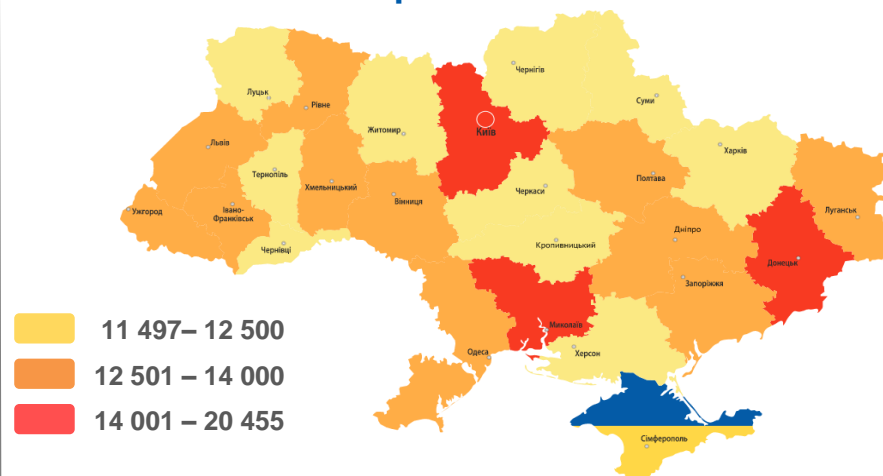 Чернігів
Луцьк
Рівне
Суми
Київ
Житомир
Львів
Харків
Тернопіль
Хмельницький
Черкаси
Полтава
Вінниця
Ужгород
Івано-
Франківськ
Луганськ
Дніпро
Чернівці
Кропивницький
Донецьк
Запоріжжя
Миколаїв
Одеса
Херсон
Сімферополь
11 497– 12 500
12 501 – 14 000
14 001 – 20 455